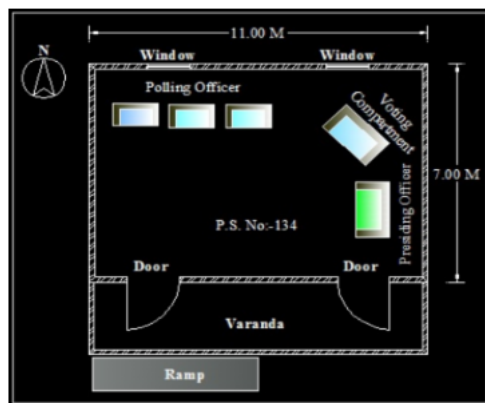 11.00 M
N
Window
Window
Polling Officer
Voting
Compartment
7.00 M
Presiding Officer
P.S. No:-134
Door
Door
Varanda
Ramp